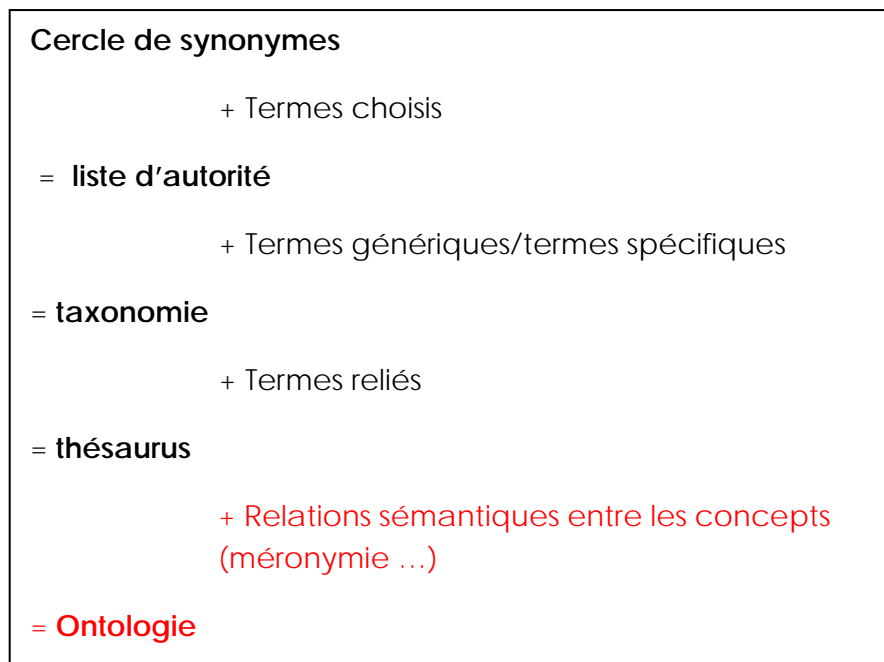 Cercle de synonymes
+ Termes choisis
= liste d’autorité
+ Termes génériques/termes spécifiques
= taxonomie
+ Termes reliés
= thésaurus
+ Relations sémantiques entre les concepts
(méronymie …)
= Ontologie